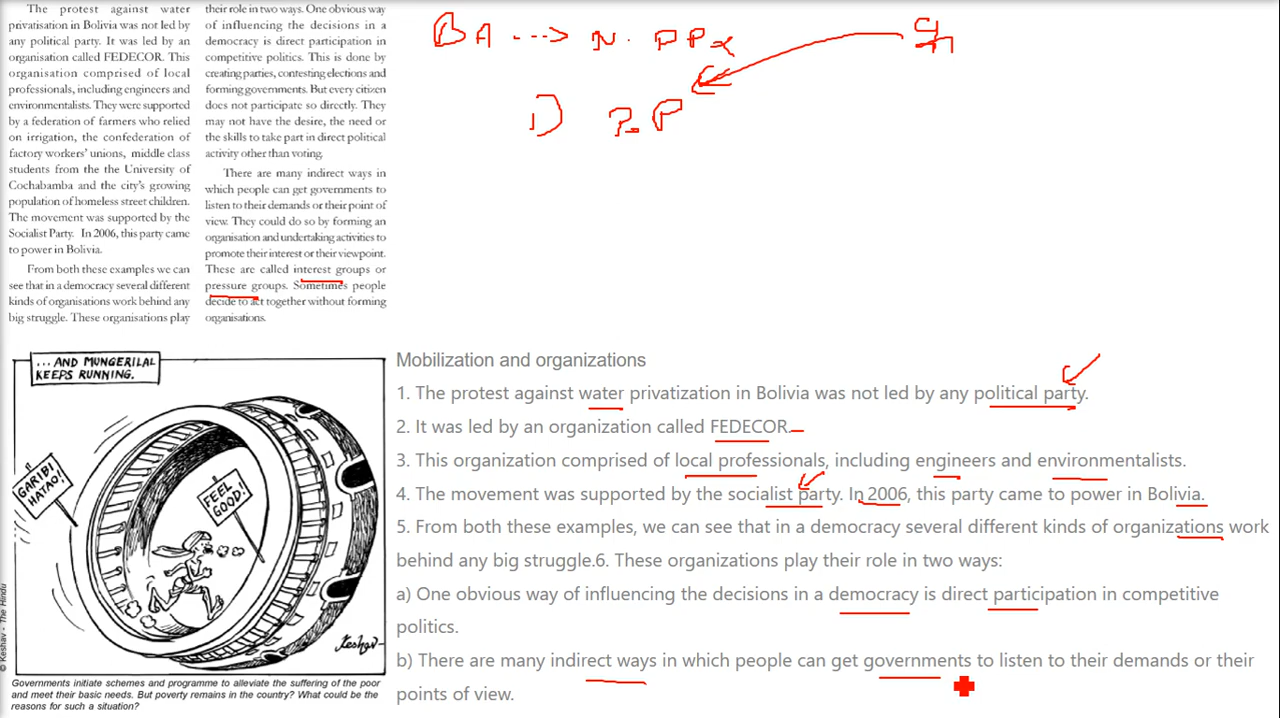 The protest against water
privatisation in Bolivia was not led by
any political party. It was led by an
organisation called FEDECOR. This
organisation comprised of local
professionals, including engineers and
environmentalists. They were supported
by a federation of farmers who relied
on irrigation, the confederation of
factory workers' unions, middle class
students from the the University of
Cochabamba and the city's growing
population of homeless street children.
The movement was supported by the
Socialist Party. In 2006, this party came
to power in Bolivia.
From both these examples we can
see that in a democracy several different
kinds of organisations work behind any
big struggle. These organisations play
their role in two ways. One obvious way
of influencing the decisions in a
democracy is direct participation in
competitive politics. This is done by
creating parties, contesting elections and
forming governments. But every citizen
does not participate so directly. They
may not have the desire, the need or
the skills to take part in direct political
activity other than voting.
There are many indirect ways in
which people can get governments to
listen to their demands or their point of
view. They could do so by forming an
organisation and undertaking activities to
promote their interest or their viewpoint.
These are called interest groups or
pressure groups. Sometimes people
decide to act together without forming
organisations.
BA ---> N. PP
D P
...AND MUNGERILAL
KEEPS RUNNING.
GARIBI
HATAO!
FEEL
GOOD!
Keshav
© Keshav - The Hindu
Governments initiate schemes and programme to alleviate the suffering of the poor
and meet their basic needs. But poverty remains in the country? What could be the
reasons for such a situation?
Mobilization and organizations
1. The protest against water privatization in Bolivia was not led by any political party.
2. It was led by an organization called FEDECOR.
3. This organization comprised of local professionals, including engineers and environmentalists.
4. The movement was supported by the socialist party. In 2006, this party came to power in Bolivia.
5. From both these examples, we can see that in a democracy several different kinds of organizations work
behind any big struggle.6. These organizations play their role in two ways:
a) One obvious way of influencing the decisions in a democracy is direct participation in competitive
politics.
b) There are many indirect ways in which people can get governments to listen to their demands or their
points of view.